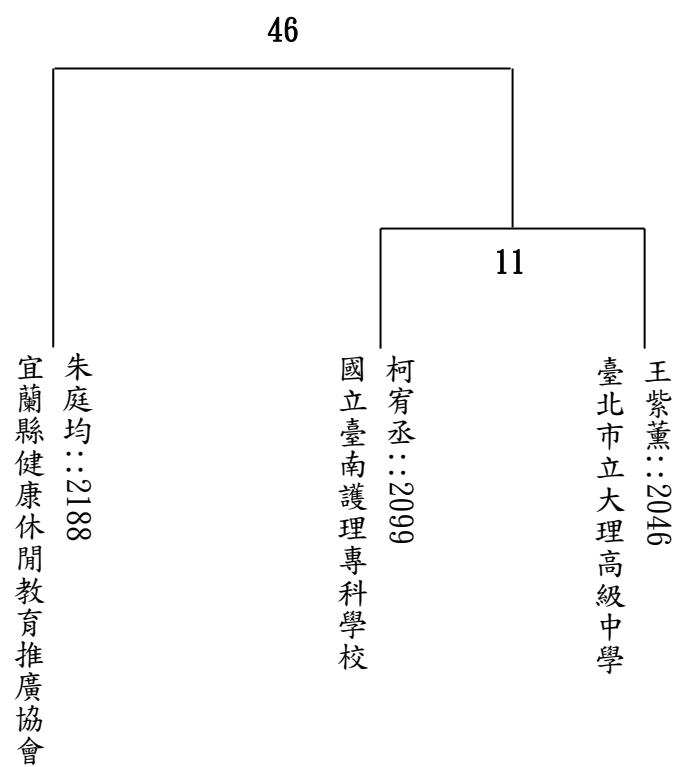 46
11
朱庭均::2188
宜蘭縣健康休閒教育推廣協會
柯宥丞::2099
國立臺南護理專科學校
王紫薰::2046
臺北市立大理高級中學